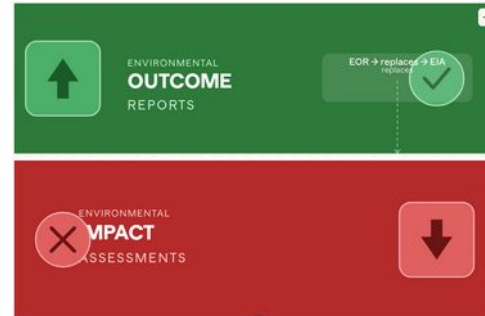 ENVIRONMENTAL
OUTCOME
REPORTS
EOR → replaces → EIA
replaces
ENVIRONMENTAL
MPACT
SSESSMENTS